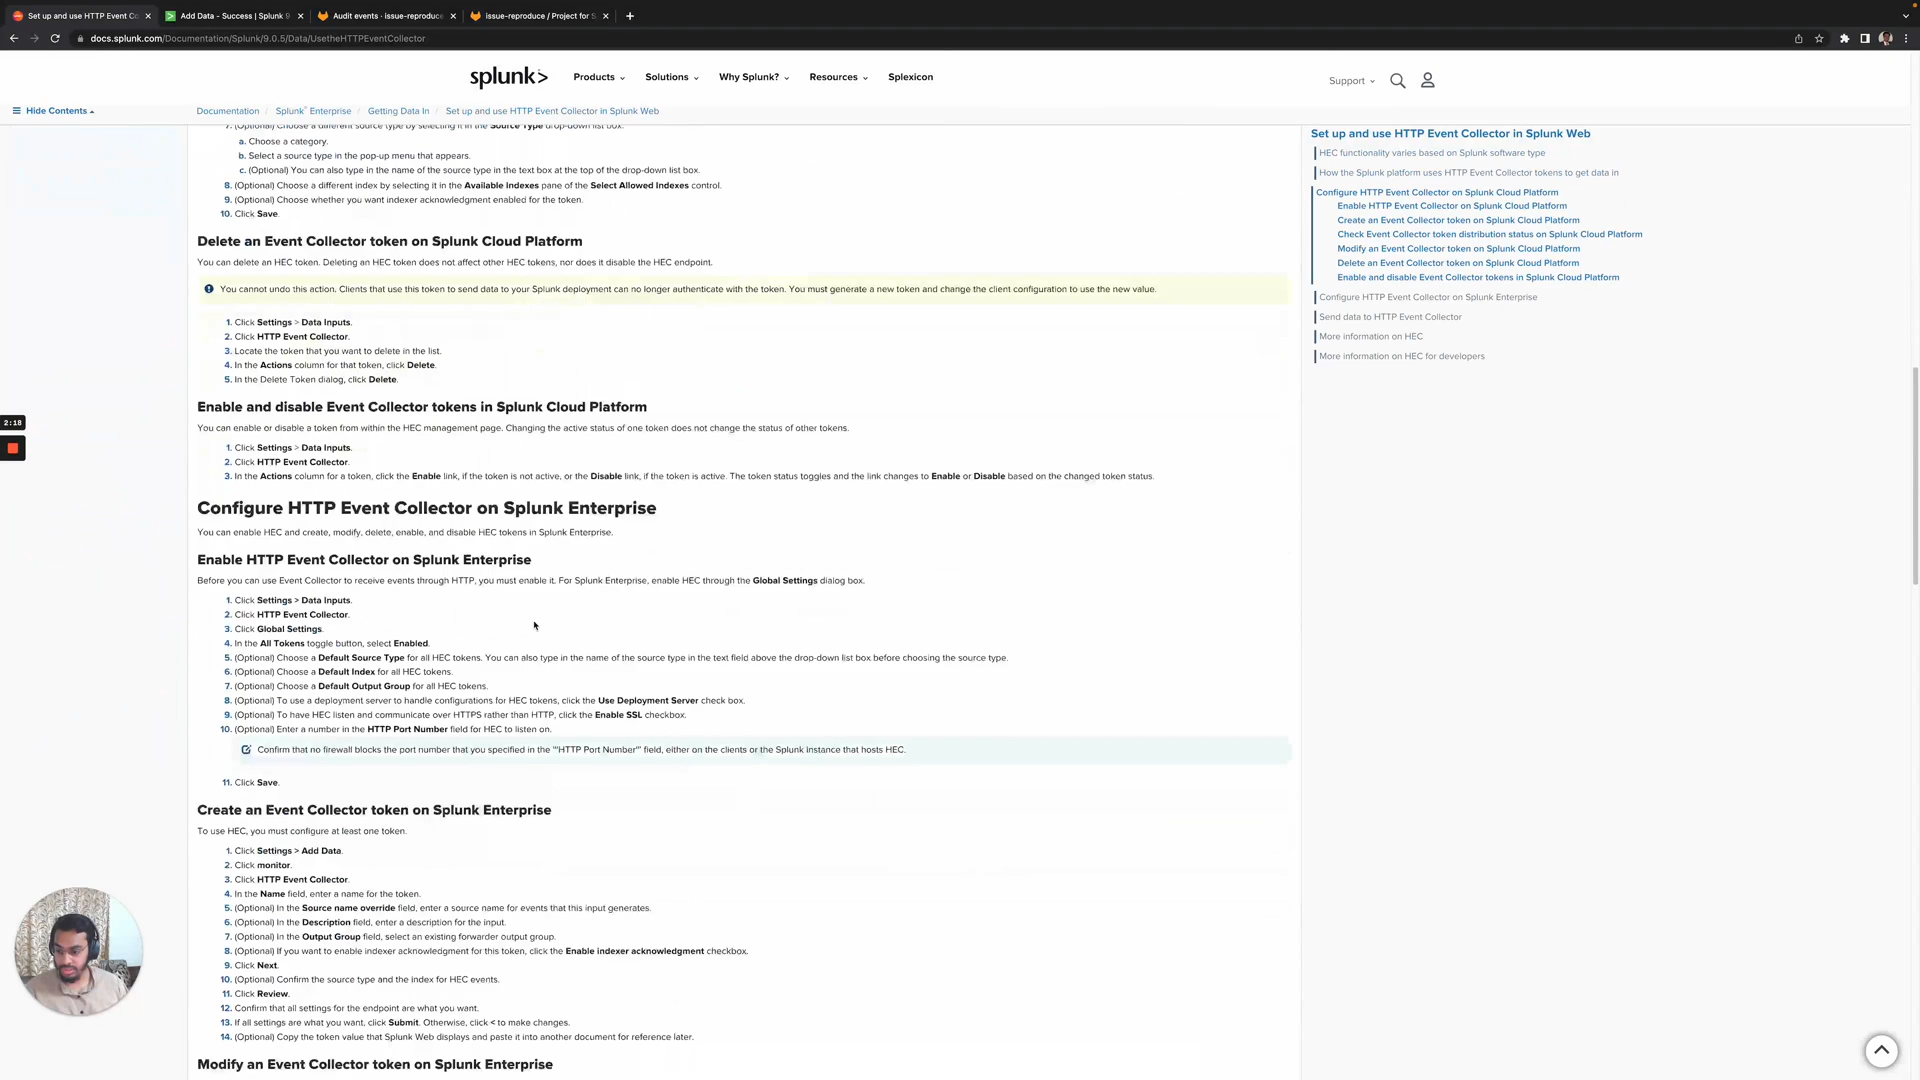 Set up and use HTTP Event Co
Add Data - Success | Splunk 9
Audit events · issue-reproduce
issue-reproduce / Project for S
docs.splunk.com/Documentation/Splunk/9.0.5/Data/UsetheHTTPEventCollector
splunk>
Products
Solutions
Why Splunk?
Resources
Splexicon
Support
Hide Contents
Documentation / Splunk® Enterprise / Getting Data In / Set up and use HTTP Event Collector in Splunk Web
7. (Optional) Choose a different source type by selecting it in the Source Type drop-down list box.
a. Choose a category.
b. Select a source type in the pop-up menu that appears.
c. (Optional) You can also type in the name of the source type in the text box at the top of the drop-down list box.
8. (Optional) Choose a different index by selecting it in the Available Indexes pane of the Select Allowed Indexes control.
9. (Optional) Choose whether you want indexer acknowledgment enabled for the token.
10. Click Save.
Delete an Event Collector token on Splunk Cloud Platform
You can delete an HEC token. Deleting an HEC token does not affect other HEC tokens, nor does it disable the HEC endpoint.
You cannot undo this action. Clients that use this token to send data to your Splunk deployment can no longer authenticate with the token. You must generate a new token and change the client configuration to use the new value.
1. Click Settings > Data Inputs.
2. Click HTTP Event Collector.
3. Locate the token that you want to delete in the list.
4. In the Actions column for that token, click Delete.
5. In the Delete Token dialog, click Delete.
Enable and disable Event Collector tokens in Splunk Cloud Platform
You can enable or disable a token from within the HEC management page. Changing the active status of one token does not change the status of other tokens.
1. Click Settings > Data Inputs.
2. Click HTTP Event Collector.
3. In the Actions column for a token, click the Enable link, if the token is not active, or the Disable link, if the token is active. The token status toggles and the link changes to Enable or Disable based on the changed token status.
Configure HTTP Event Collector on Splunk Enterprise
You can enable HEC and create, modify, delete, enable, and disable HEC tokens in Splunk Enterprise.
Enable HTTP Event Collector on Splunk Enterprise
Before you can use Event Collector to receive events through HTTP, you must enable it. For Splunk Enterprise, enable HEC through the Global Settings dialog box.
1. Click Settings > Data Inputs.
2. Click HTTP Event Collector.
3. Click Global Settings.
4. In the All Tokens toggle button, select Enabled.
5. (Optional) Choose a Default Source Type for all HEC tokens. You can also type in the name of the source type in the text field above the drop-down list box before choosing the source type.
6. (Optional) Choose a Default Index for all HEC tokens.
7. (Optional) Choose a Default Output Group for all HEC tokens.
8. (Optional) To use a deployment server to handle configurations for HEC tokens, click the Use Deployment Server check box.
9. (Optional) To have HEC listen and communicate over HTTPS rather than HTTP, click the Enable SSL checkbox.
10. (Optional) Enter a number in the HTTP Port Number field for HEC to listen on.
Confirm that no firewall blocks the port number that you specified in the '"HTTP Port Number"' field, either on the clients or the Splunk instance that hosts HEC.
11. Click Save.
Create an Event Collector token on Splunk Enterprise
To use HEC, you must configure at least one token.
1. Click Settings > Add Data.
2. Click monitor.
3. Click HTTP Event Collector.
4. In the Name field, enter a name for the token.
5. (Optional) In the Source name override field, enter a source name for events that this input generates.
6. (Optional) In the Description field, enter a description for the input.
7. (Optional) In the Output Group field, select an existing forwarder output group.
8. (Optional) If you want to enable indexer acknowledgment for this token, click the Enable indexer acknowledgment checkbox.
9. Click Next.
10. (Optional) Confirm the source type and the index for HEC events.
11. Click Review.
12. Confirm that all settings for the endpoint are what you want.
13. If all settings are what you want, click Submit. Otherwise, click < to make changes.
14. (Optional) Copy the token value that Splunk Web displays and paste it into another document for reference later.
Modify an Event Collector token on Splunk Enterprise
Set up and use HTTP Event Collector in Splunk Web
HEC functionality varies based on Splunk software type
How the Splunk platform uses HTTP Event Collector tokens to get data in
Configure HTTP Event Collector on Splunk Cloud Platform
Enable HTTP Event Collector on Splunk Cloud Platform
Create an Event Collector token on Splunk Cloud Platform
Check Event Collector token distribution status on Splunk Cloud Platform
Modify an Event Collector token on Splunk Cloud Platform
Delete an Event Collector token on Splunk Cloud Platform
Enable and disable Event Collector tokens in Splunk Cloud Platform
Configure HTTP Event Collector on Splunk Enterprise
Send data to HTTP Event Collector
More information on HEC
More information on HEC for developers
2:18